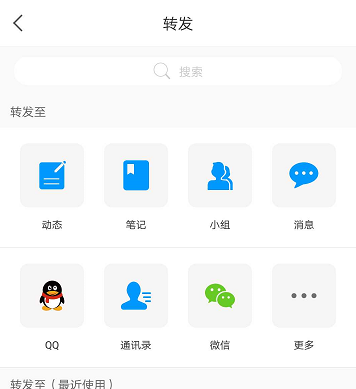 转发
搜索
转发至
动态 笔记 小组 消息
QQ 通讯录 微信 更多
转发至（最近使用）